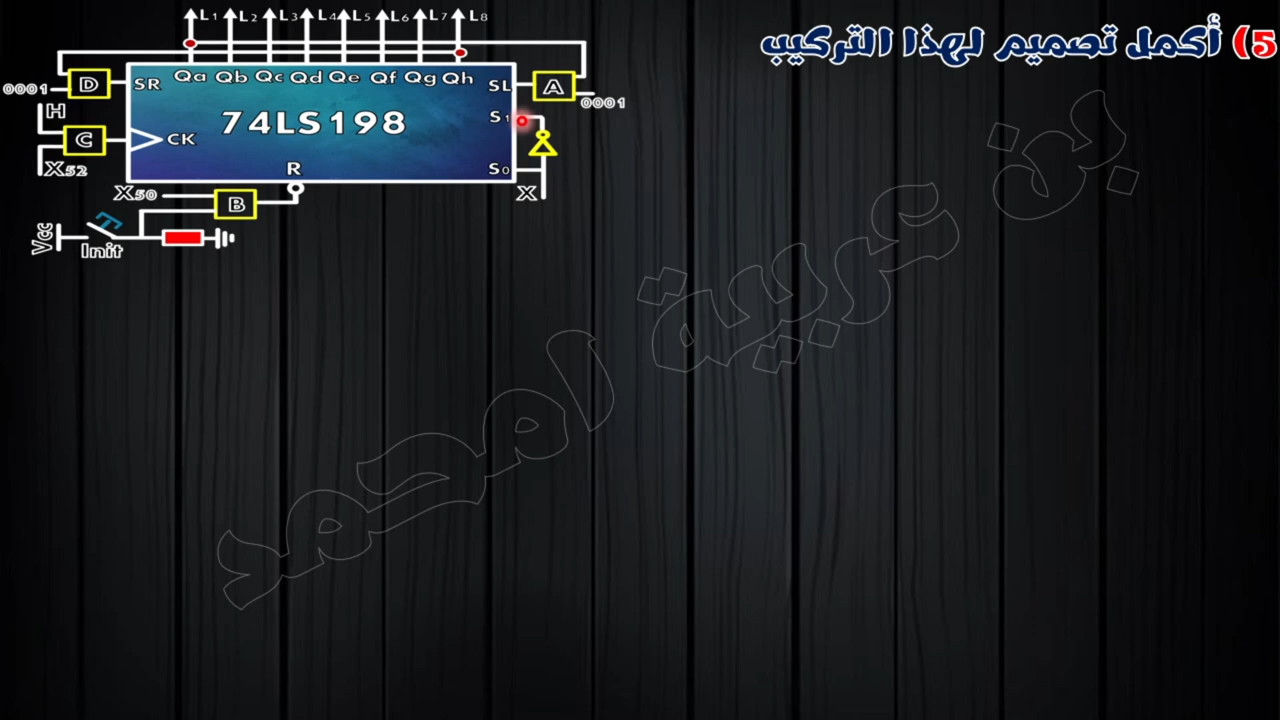 5) أكمل تصميم لهذا التركيب
L1 L2 L3 L4 L5 L6 L7 L8
D SR Qa Qb Qc Qd Qe Qf Qg Qh SL A
0001 0001
H 74LS198 S1
C CK
X52 R S0
X50 B X
Vcc Init
بن عربية امحمد